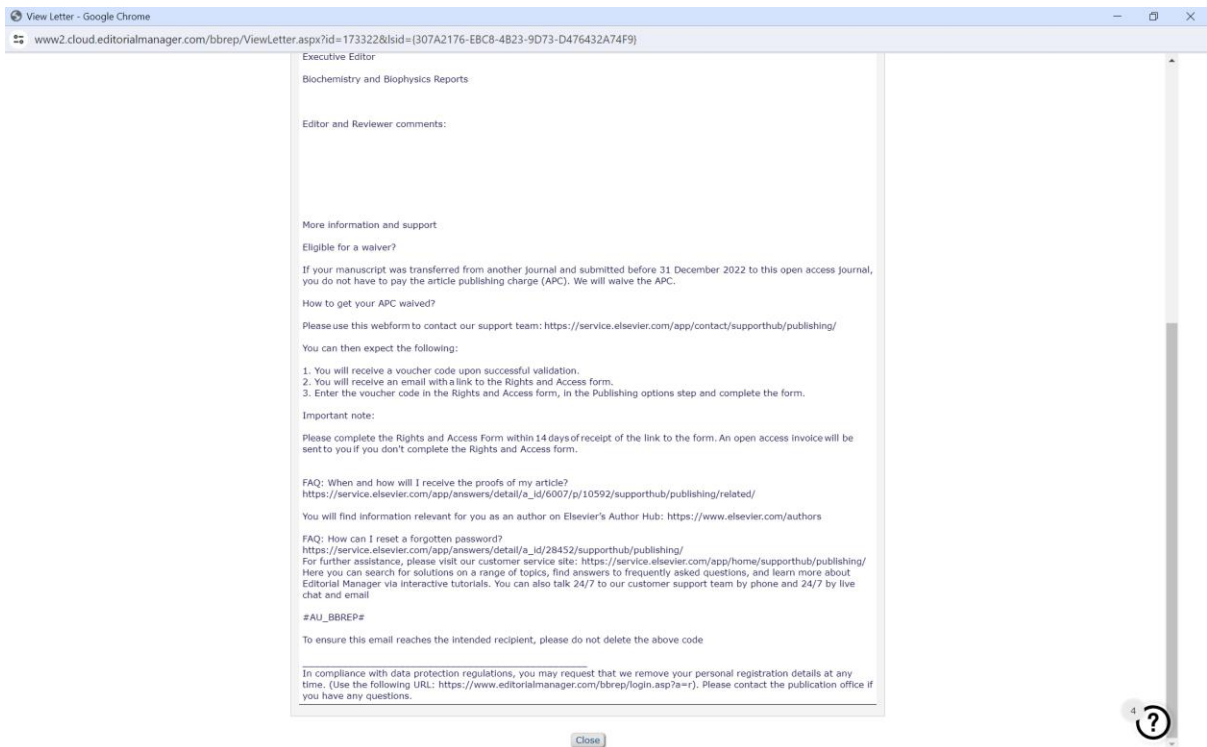 View Letter - Google Chrome
www2.cloud.editorialmanager.com/bbrep/ViewLetter.aspx?id=173322&lsid={307A2176-EBC8-4B23-9D73-D476432A74F9}
Executive Editor
Biochemistry and Biophysics Reports
Editor and Reviewer comments:
More information and support
Eligible for a waiver?
If your manuscript was transferred from another journal and submitted before 31 December 2022 to this open access journal,
you do not have to pay the article publishing charge (APC). We will waive the APC.
How to get your APC waived?
Please use this webform to contact our support team: https://service.elsevier.com/app/contact/supporthub/publishing/
You can then expect the following:
1. You will receive a voucher code upon successful validation.
2. You will receive an email with a link to the Rights and Access form.
3. Enter the voucher code in the Rights and Access form, in the Publishing options step and complete the form.
Important note:
Please complete the Rights and Access Form within 14 days of receipt of the link to the form. An open access invoice will be
sent to you if you don't complete the Rights and Access form.
FAQ: When and how will I receive the proofs of my article?
https://service.elsevier.com/app/answers/detail/a_id/6007/p/10592/supporthub/publishing/related/
You will find information relevant for you as an author on Elsevier's Author Hub: https://www.elsevier.com/authors
FAQ: How can I reset a forgotten password?
https://service.elsevier.com/app/answers/detail/a_id/28452/supporthub/publishing/
For further assistance, please visit our customer service site: https://service.elsevier.com/app/home/supporthub/publishing/
Here you can search for solutions on a range of topics, find answers to frequently asked questions, and learn more about
Editorial Manager via interactive tutorials. You can also talk 24/7 to our customer support team by phone and 24/7 by live
chat and email
#AU_BBREP#
To ensure this email reaches the intended recipient, please do not delete the above code
In compliance with data protection regulations, you may request that we remove your personal registration details at any
time. (Use the following URL: https://www.editorialmanager.com/bbrep/login.asp?a=r). Please contact the publication office if
you have any questions.
4
?
Close